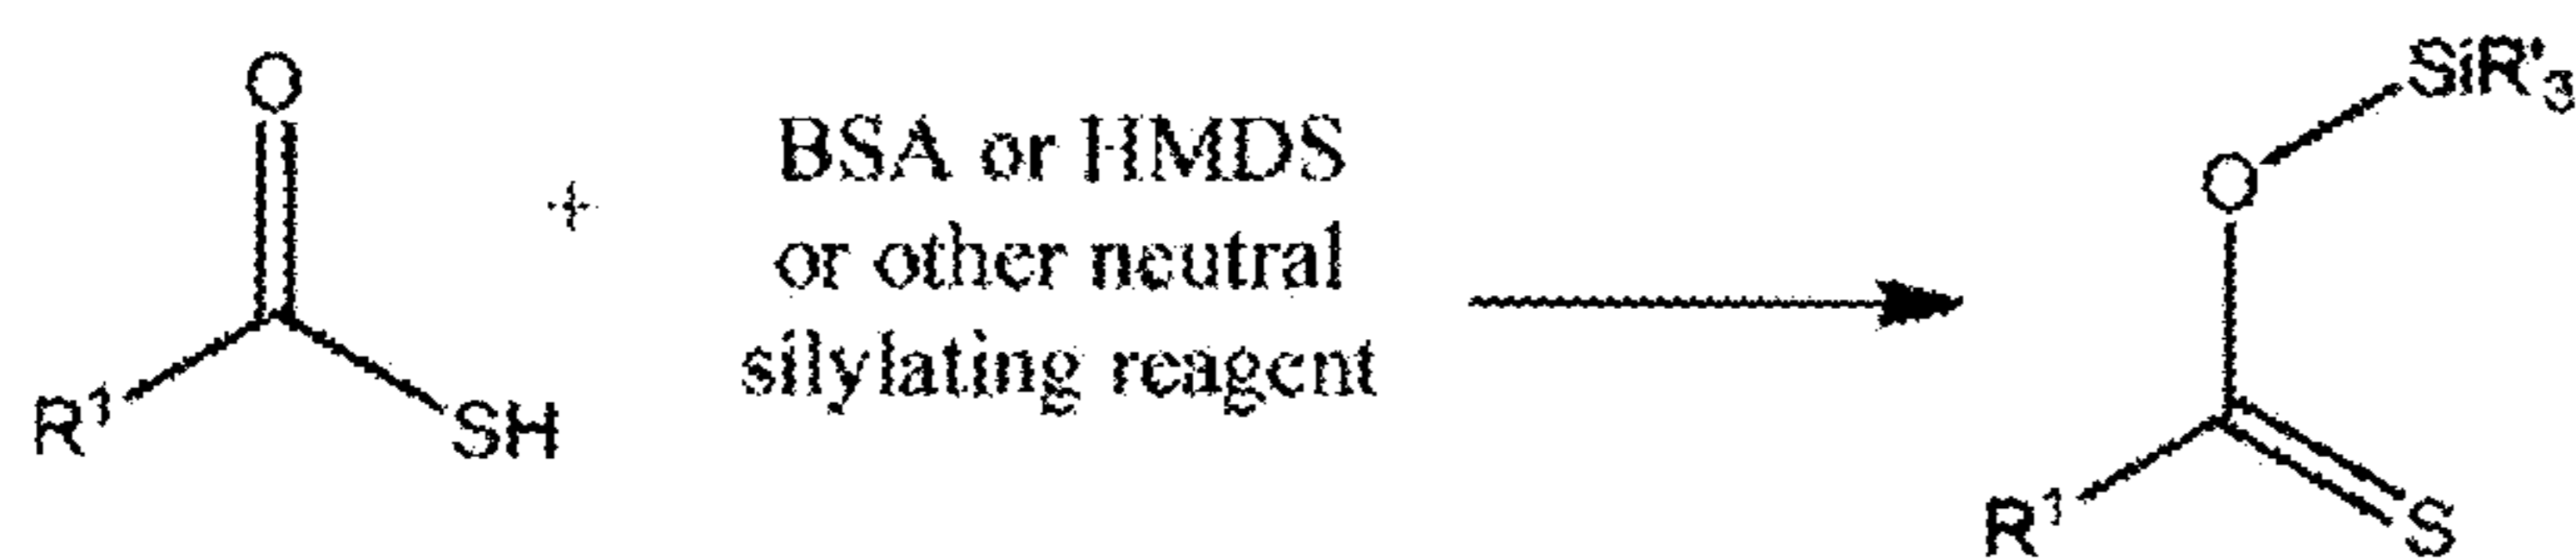 O
R¹
SH
+
BSA or HMDS
or other neutral
silylating reagent
SiR'₃
O
R¹
S